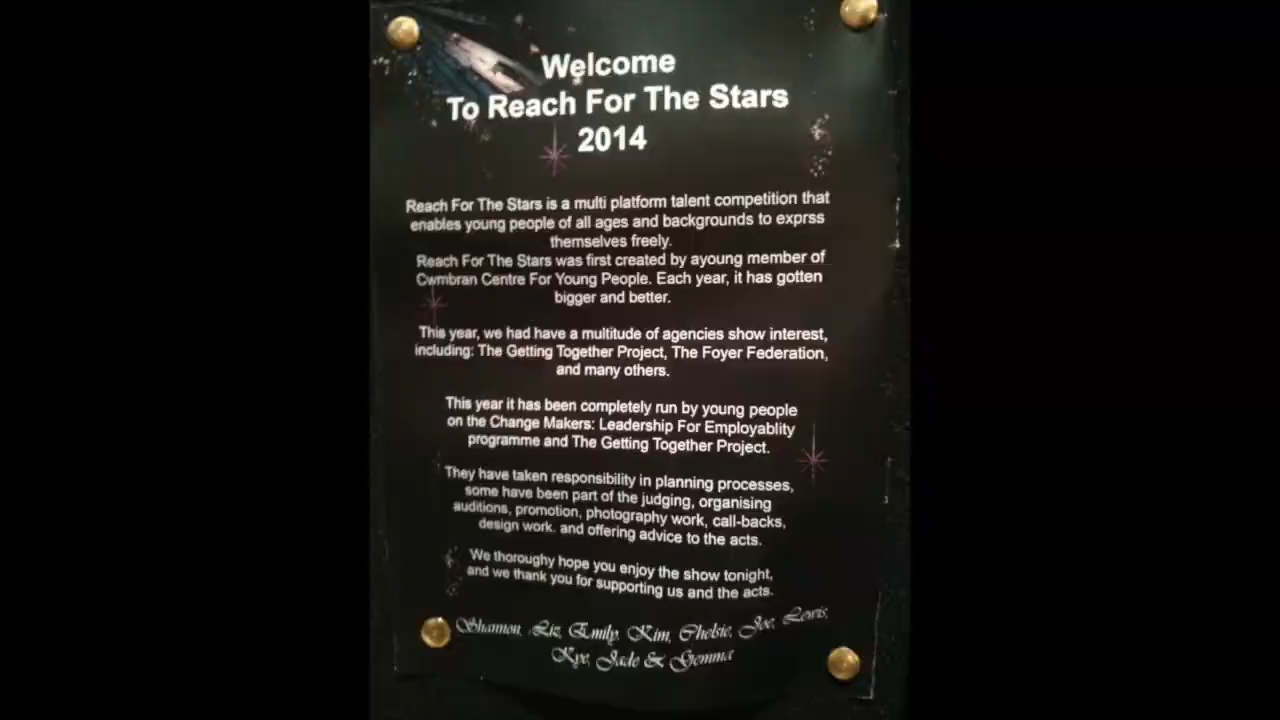 Welcome
To Reach For The Stars
2014
Reach For The Stars is a multi platform talent competition that
enables young people of all ages and backgrounds to exprss
themselves freely.
Reach For The Stars was first created by ayoung member of
Cwmbran Centre For Young People. Each year, it has gotten
bigger and better.
This year, we had have a multitude of agencies show interest,
including: The Getting Together Project, The Foyer Federation,
and many others.
This year it has been completely run by young people
on the Change Makers: Leadership For Employablity
programme and The Getting Together Project.
They have taken responsibility in planning processes,
some have been part of the judging, organising
auditions, promotion, photography work, call-backs,
design work. and offering advice to the acts.
We thoroughy hope you enjoy the show tonight,
and we thank you for supporting us and the acts.
Shannon, Liz, Emily, Kim, Chelsie, Joe, Lewis,
Kye, Jade & Gemma